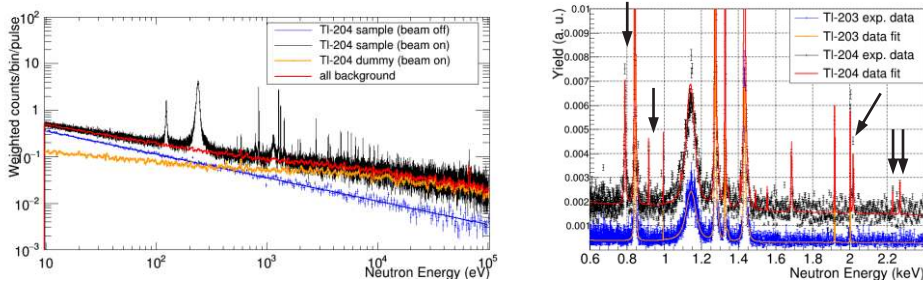 Weighted counts/bin/pulse
10
1
10⁻¹
10⁻²
10⁻³
10
10²
10³
10⁴
10⁵
Neutron Energy (eV)
Tl-204 sample (beam off)
Tl-204 sample (beam on)
Tl-204 dummy (beam on)
all background
Yield (a. u.)
0.01
0.009
0.008
0.007
0.006
0.005
0.004
0.003
0.002
0.001
0.6
0.8
1
1.2
1.4
1.6
1.8
2
2.2
Neutron Energy (keV)
Tl-203 exp. data
Tl-203 data fit
Tl-204 exp. data
Tl-204 data fit